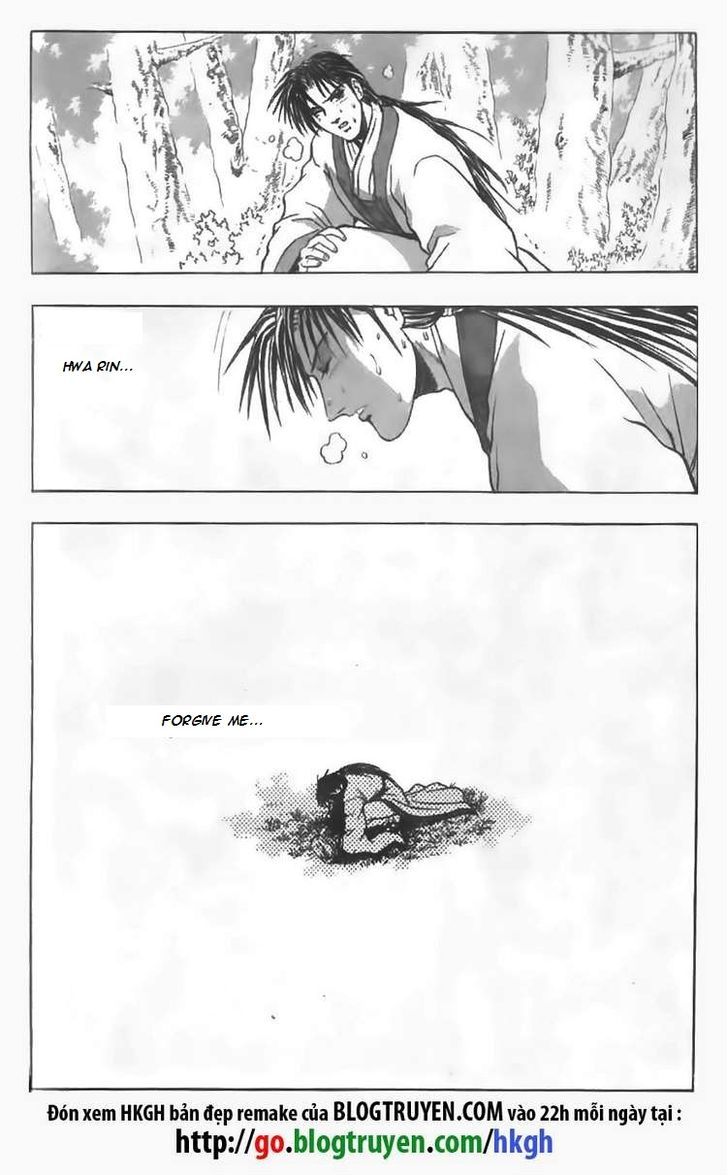 HWA RIN...
FORGIVE ME...
Đón xem HKGH bản đẹp remake của BLOGTRUYEN.COM vào 22h mỗi ngày tại :
http://go.blogtruyen.com/hkgh